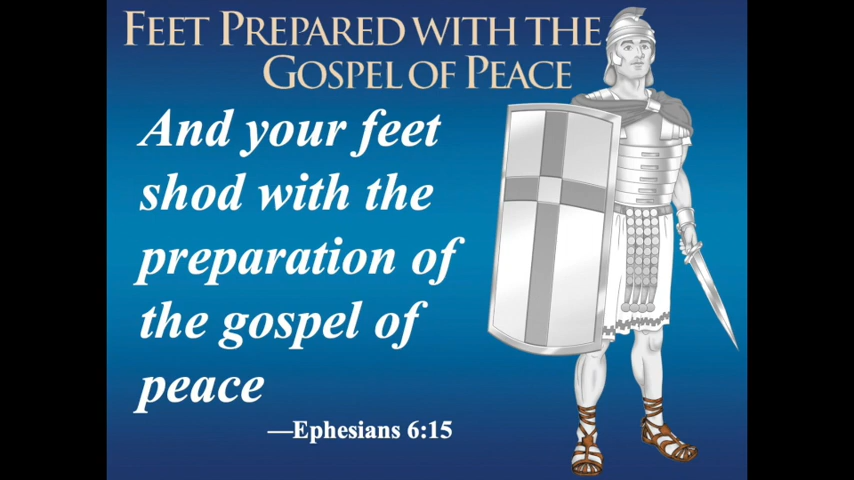 FEET PREPARED WITH THE
GOSPEL OF PEACE
And your feet
shod with the
preparation of
the gospel of
peace
—Ephesians 6:15